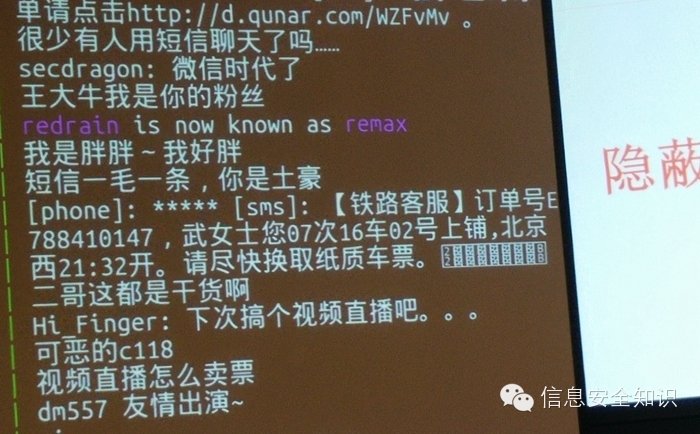 单请点击http://d.qunar.com/WZFvMv 。
很少有人用短信聊天了吗……
secdragon: 微信时代了
王大牛我是你的粉丝
redrain is now known as remax
我是胖胖~我好胖
短信一毛一条，你是土豪
[phone]: ***** [sms]: 【铁路客服】订单号E
788410147，武女士您07次16车02号上铺,北京
西21:32开。请尽快换取纸质车票。
二哥这都是干货啊
Hi_Finger: 下次搞个视频直播吧。。。
可恶的c118
视频直播怎么卖票
dm557 友情出演~
隐蔽
信息安全知识